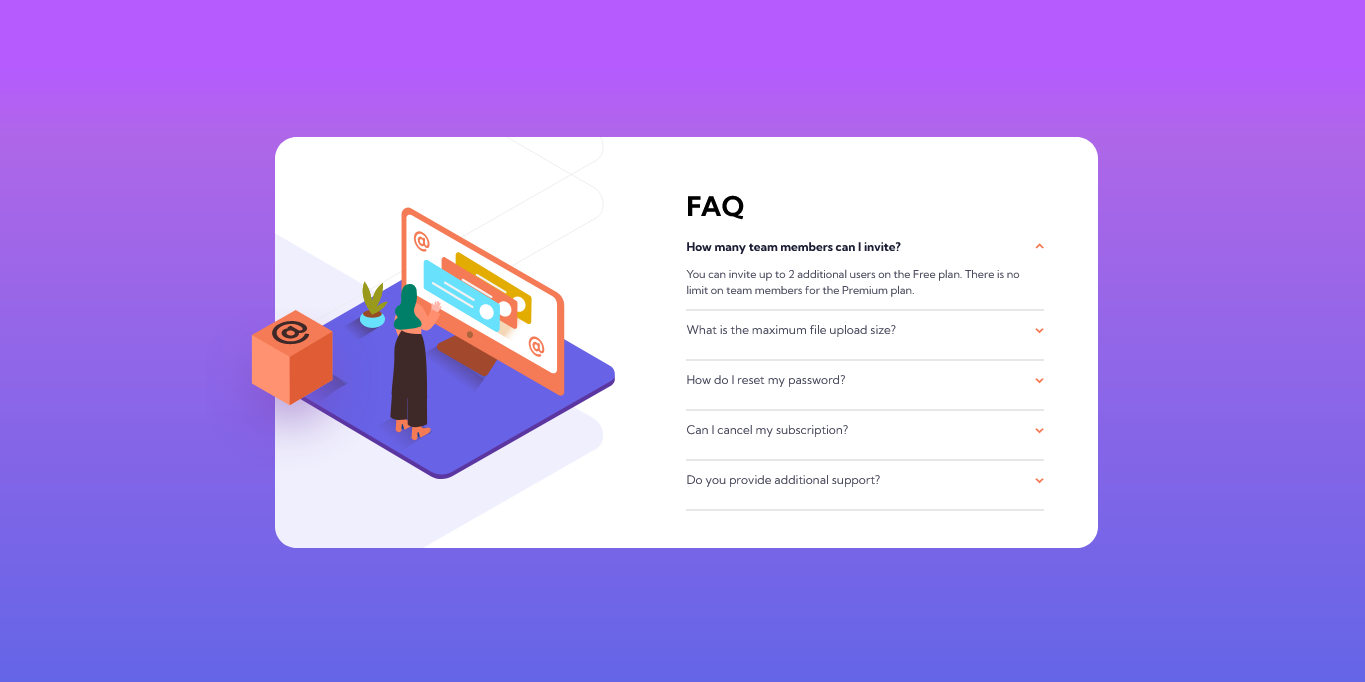 @
@
@
FAQ
How many team members can I invite?
You can invite up to 2 additional users on the Free plan. There is no
limit on team members for the Premium plan.
What is the maximum file upload size?
How do I reset my password?
Can I cancel my subscription?
Do you provide additional support?